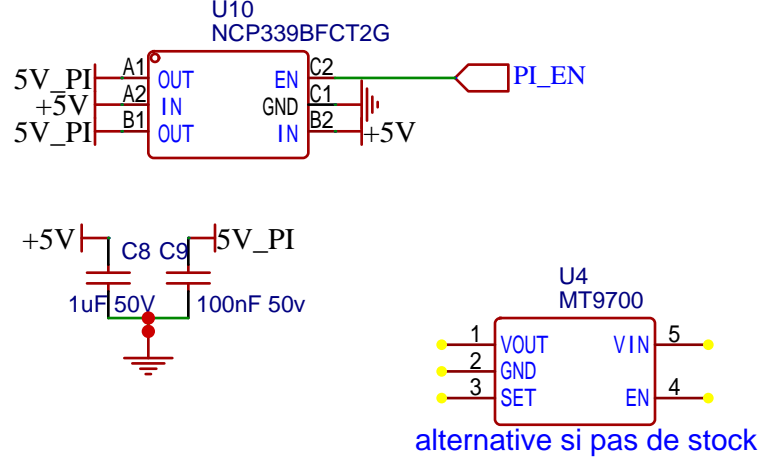 U10
NCP339BFCT2G
5V_PI A1 OUT EN C2 PI_EN
+5V A2 IN GND C1
5V_PI B1 OUT IN B2 +5V
+5V C8 C9 5V_PI
1uF 50V 100nF 50v
U4
MT9700
1 VOUT VIN 5
2 GND
3 SET EN 4
alternative si pas de stock